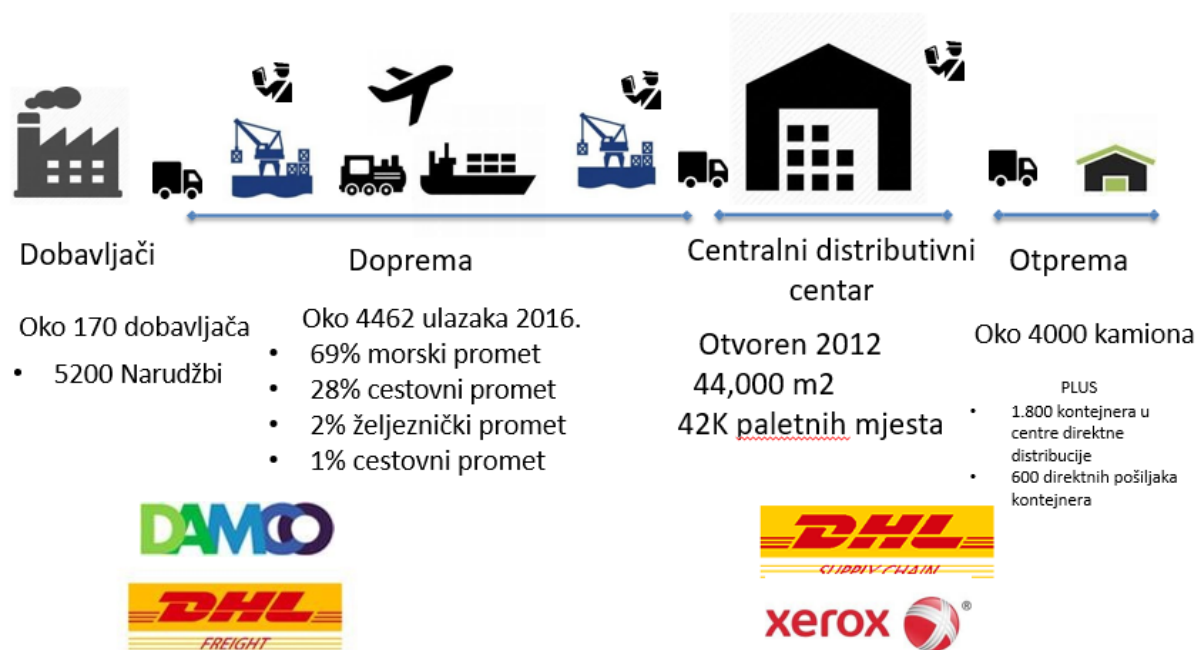 Dobavljači
Oko 170 dobavljača
• 5200 Narudžbi
Doprema
Oko 4462 ulazaka 2016.
• 69% morski promet
• 28% cestovni promet
• 2% željeznički promet
• 1% cestovni promet
Centralni distributivni
centar
Otvoren 2012
44,000 m2
42K paletnih mjesta
Otprema
Oko 4000 kamiona
PLUS
• 1.800 kontejnera u
centre direktne
distribucije
• 600 direktnih pošiljaka
kontejnera
DAMCO
DHL
FREIGHT
DHL
SUPPLY CHAIN
xerox ®